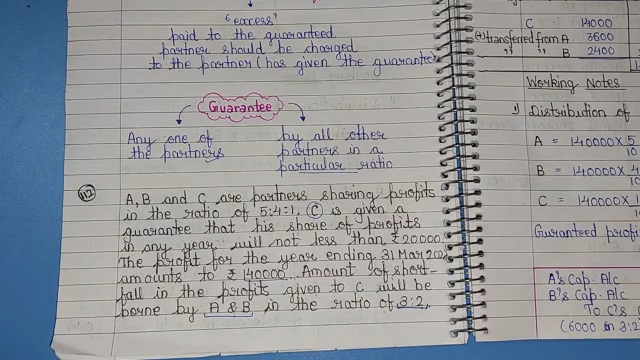 "excess"
paid to the guaranteed
partner should be charged
to the partner (has given the guarantee)
Guarantee
Any one of
the partners
by all other
partners in a
particular ratio
112
A, B and C are partners sharing profits
in the ratio of 5:4:1. C is given a
guarantee that his share of profits
in any year will not less than ₹20000.
The profit for the year ending 31 Mar 202
amounts to ₹ 140000. Amount of short-
fall in the profits given to C will be
borne by A & B in the ratio of 3:2.
C 14000
(+) transferred from A 3600
" " B 2400
Working Notes
1) Distribution of
A = 140000 × 5/10
B = 140000 × 4/10
C = 140000 × 1/10
Guranteed profi
A's Cap. A/c
B's Cap. A/c
To C's C
(6000 in 3:2